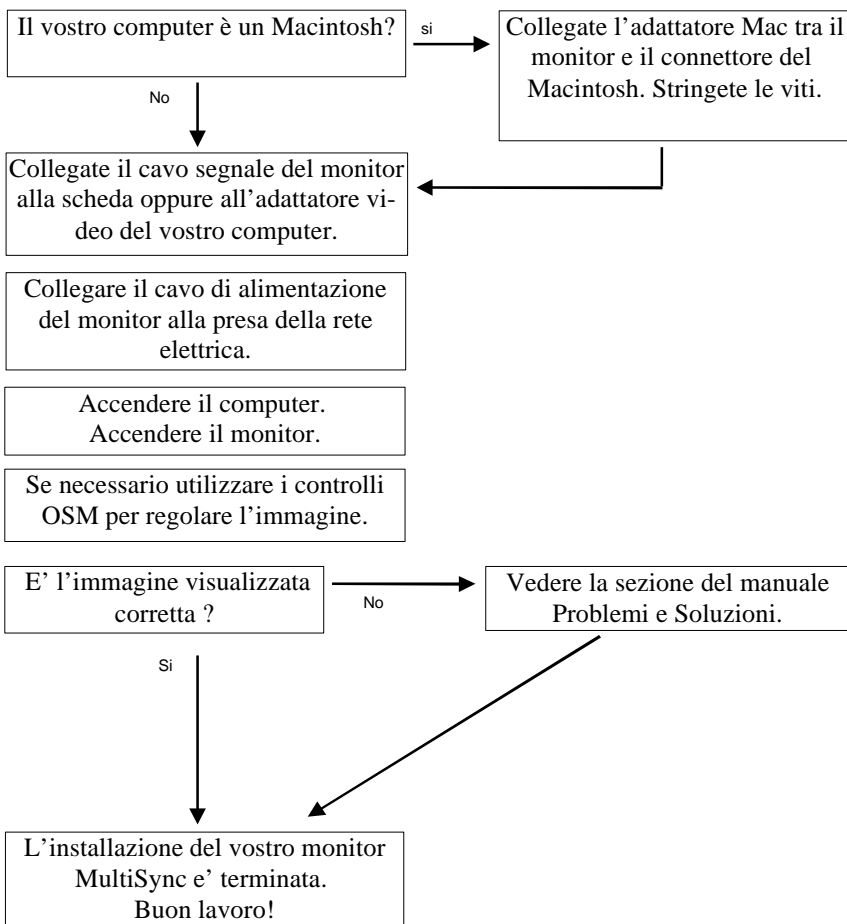 Il vostro computer è un Macintosh?
si
Collegate l’adattatore Mac tra il
monitor e il connettore del
Macintosh. Stringete le viti.
No
Collegate il cavo segnale del monitor
alla scheda oppure all’adattatore vi-
deo del vostro computer.
Collegare il cavo di alimentazione
del monitor alla presa della rete
elettrica.
Accendere il computer.
Accendere il monitor.
Se necessario utilizzare i controlli
OSM per regolare l’immagine.
E’ l’immagine visualizzata
corretta ?
No
Vedere la sezione del manuale
Problemi e Soluzioni.
Si
L’installazione del vostro monitor
MultiSync e’ terminata.
Buon lavoro!